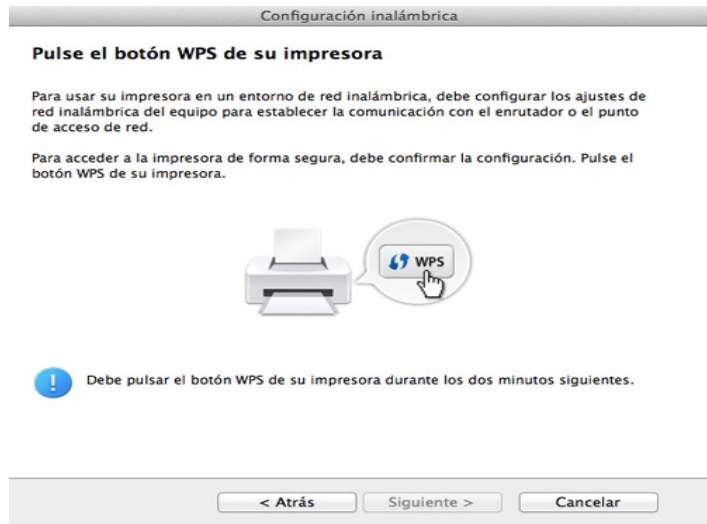 Configuración inalámbrica
Pulse el botón WPS de su impresora
Para usar su impresora en un entorno de red inalámbrica, debe configurar los ajustes de
red inalámbrica del equipo para establecer la comunicación con el enrutador o el punto
de acceso de red.
Para acceder a la impresora de forma segura, debe confirmar la configuración. Pulse el
botón WPS de su impresora.
WPS
Debe pulsar el botón WPS de su impresora durante los dos minutos siguientes.
< Atrás
Siguiente >
Cancelar